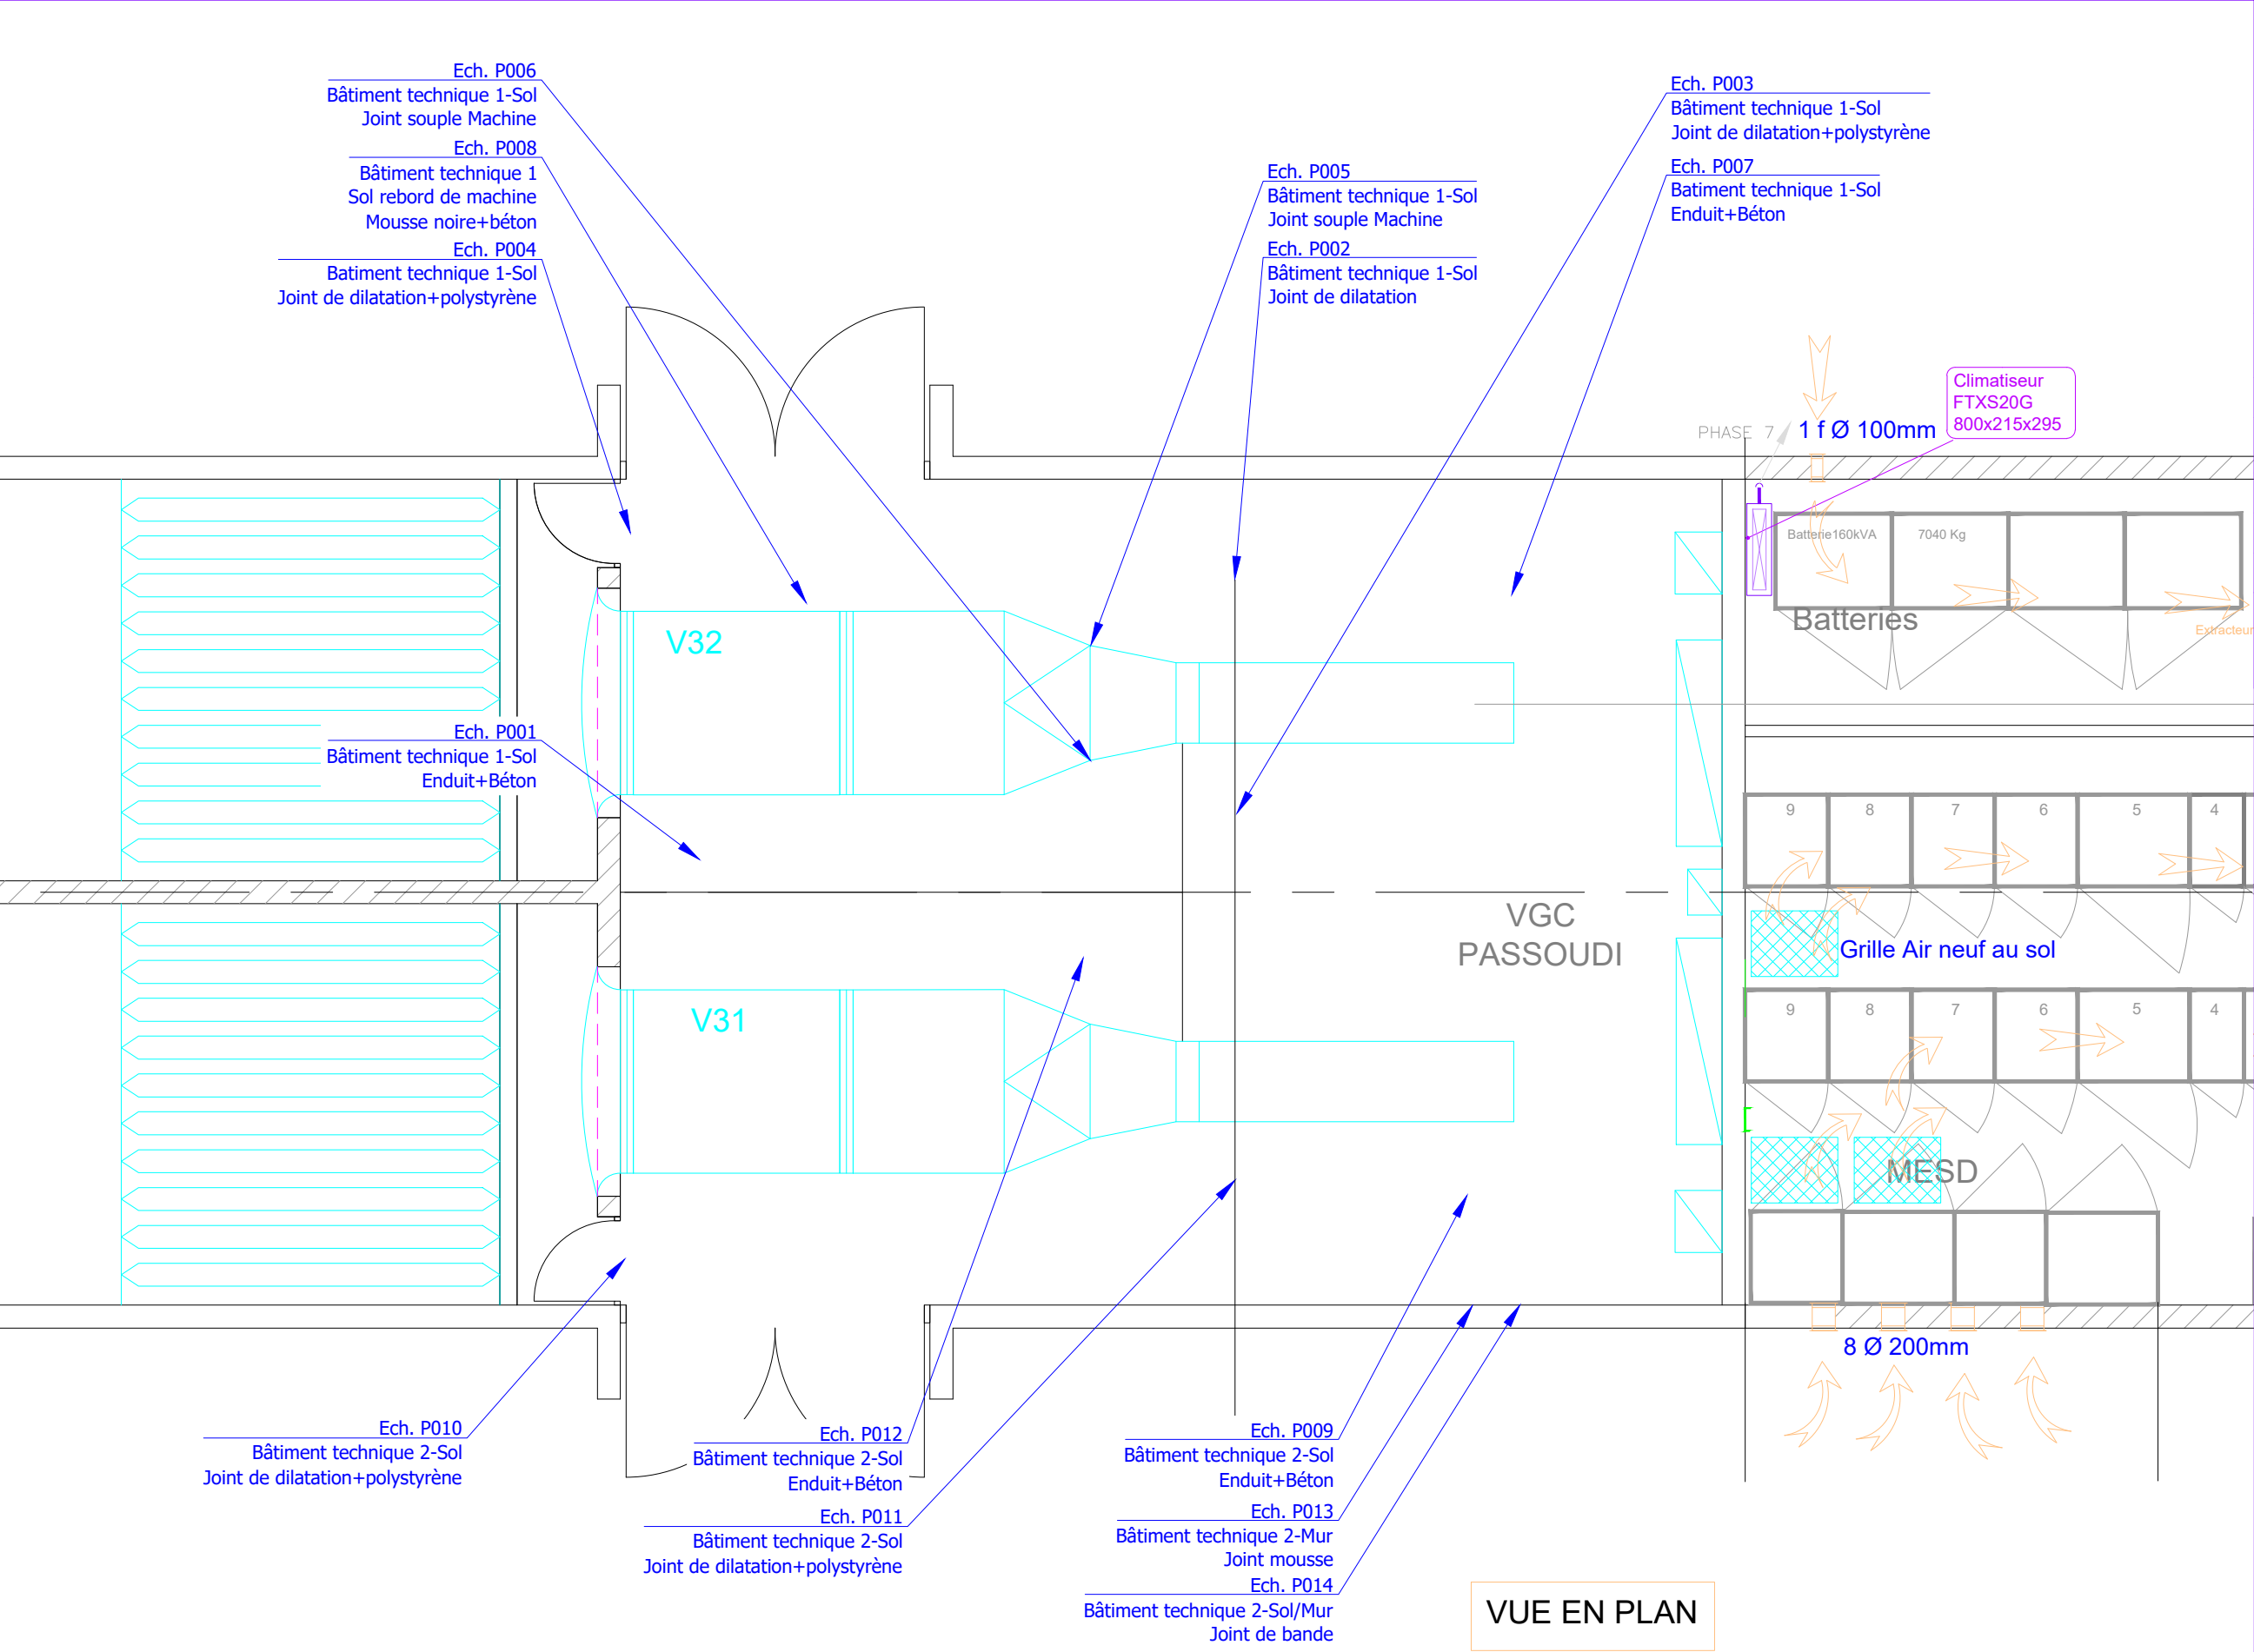 Ech. P006
Bâtiment technique 1-Sol
Joint souple Machine
Ech. P008
Bâtiment technique 1
Sol rebord de machine
Mousse noire+béton
Ech. P004
Batiment technique 1-Sol
Joint de dilatation+polystyrène
Ech. P005
Bâtiment technique 1-Sol
Joint souple Machine
Ech. P002
Bâtiment technique 1-Sol
Joint de dilatation
Ech. P003
Bâtiment technique 1-Sol
Joint de dilatation+polystyrène
Ech. P007
Batiment technique 1-Sol
Enduit+Béton
Climatiseur
FTXS20G
800x215x295
PHASE 7
1 f Ø 100mm
Batterie160kVA
7040 Kg
Batteries
Extracteur
V32
Ech. P001
Bâtiment technique 1-Sol
Enduit+Béton
9 8 7 6 5 4
VGC
PASSOUDI
Grille Air neuf au sol
V31
9 8 7 6 5 4
MESD
8 Ø 200mm
Ech. P010
Bâtiment technique 2-Sol
Joint de dilatation+polystyrène
Ech. P012
Bâtiment technique 2-Sol
Enduit+Béton
Ech. P011
Bâtiment technique 2-Sol
Joint de dilatation+polystyrène
Ech. P009
Bâtiment technique 2-Sol
Enduit+Béton
Ech. P013
Bâtiment technique 2-Mur
Joint mousse
Ech. P014
Bâtiment technique 2-Sol/Mur
Joint de bande
VUE EN PLAN